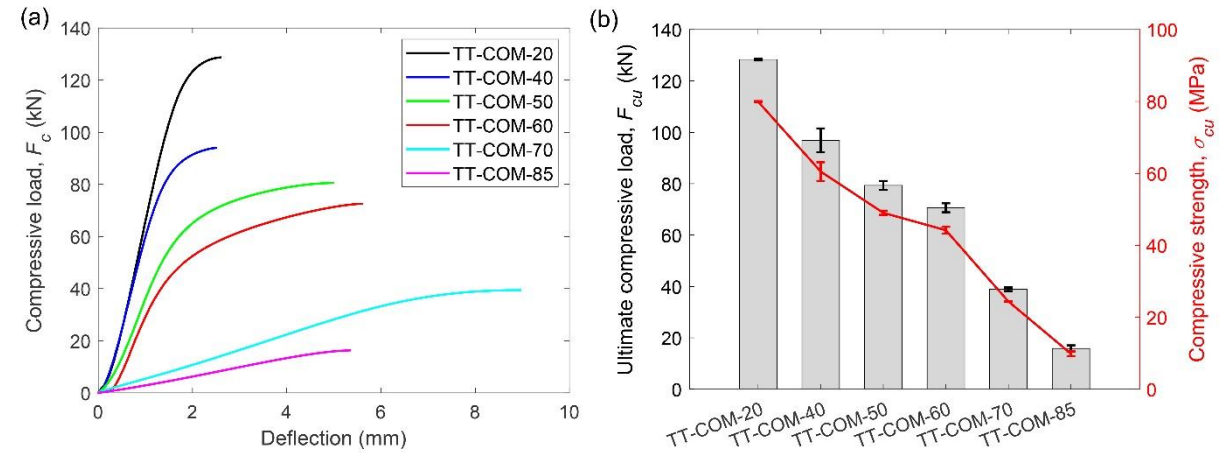 (a)
140
120
100
80
60
40
20
0
Compressive load, F_c (kN)
TT-COM-20
TT-COM-40
TT-COM-50
TT-COM-60
TT-COM-70
TT-COM-85
0 2 4 6 8 10
Deflection (mm)
(b)
140
120
100
80
60
40
20
0
Ultimate compressive load, F_cu (kN)
100
80
60
40
20
0
Compressive strength, σ_cu (MPa)
TT-COM-20
TT-COM-40
TT-COM-50
TT-COM-60
TT-COM-70
TT-COM-85